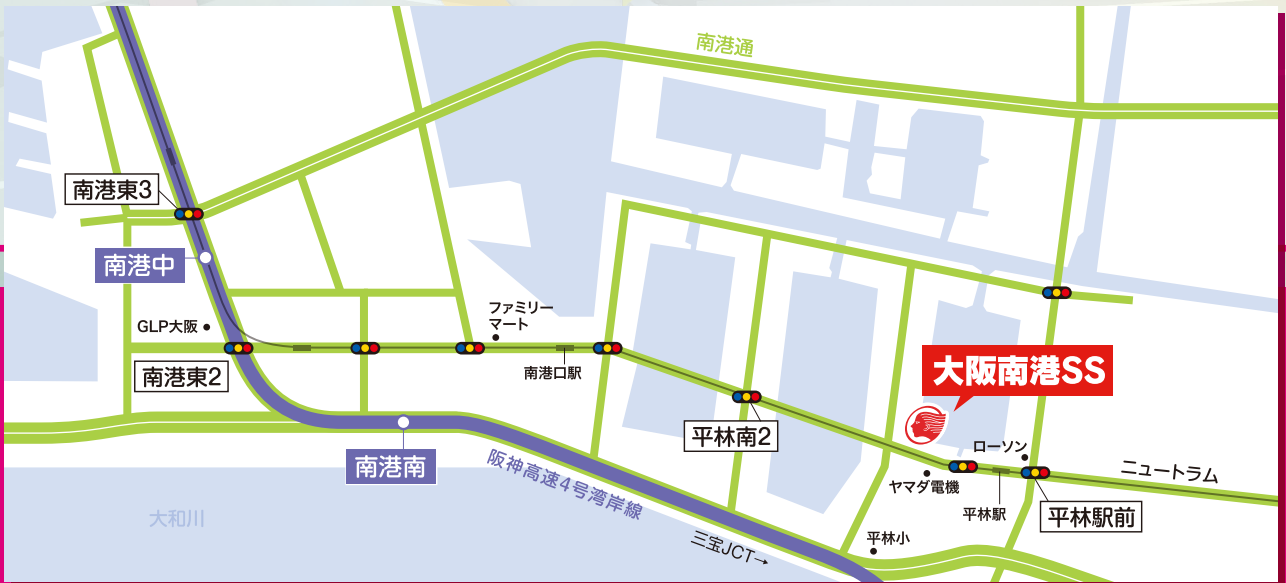 南港通
南港東3
南港中
GLP大阪
ファミリー
マート
南港東2
南港口駅
大阪南港SS
平林南2
ローソン
ニュートラム
ヤマダ電機
平林駅
平林駅前
南港南
阪神高速4号湾岸線
大和川
三宝JCT→
平林小